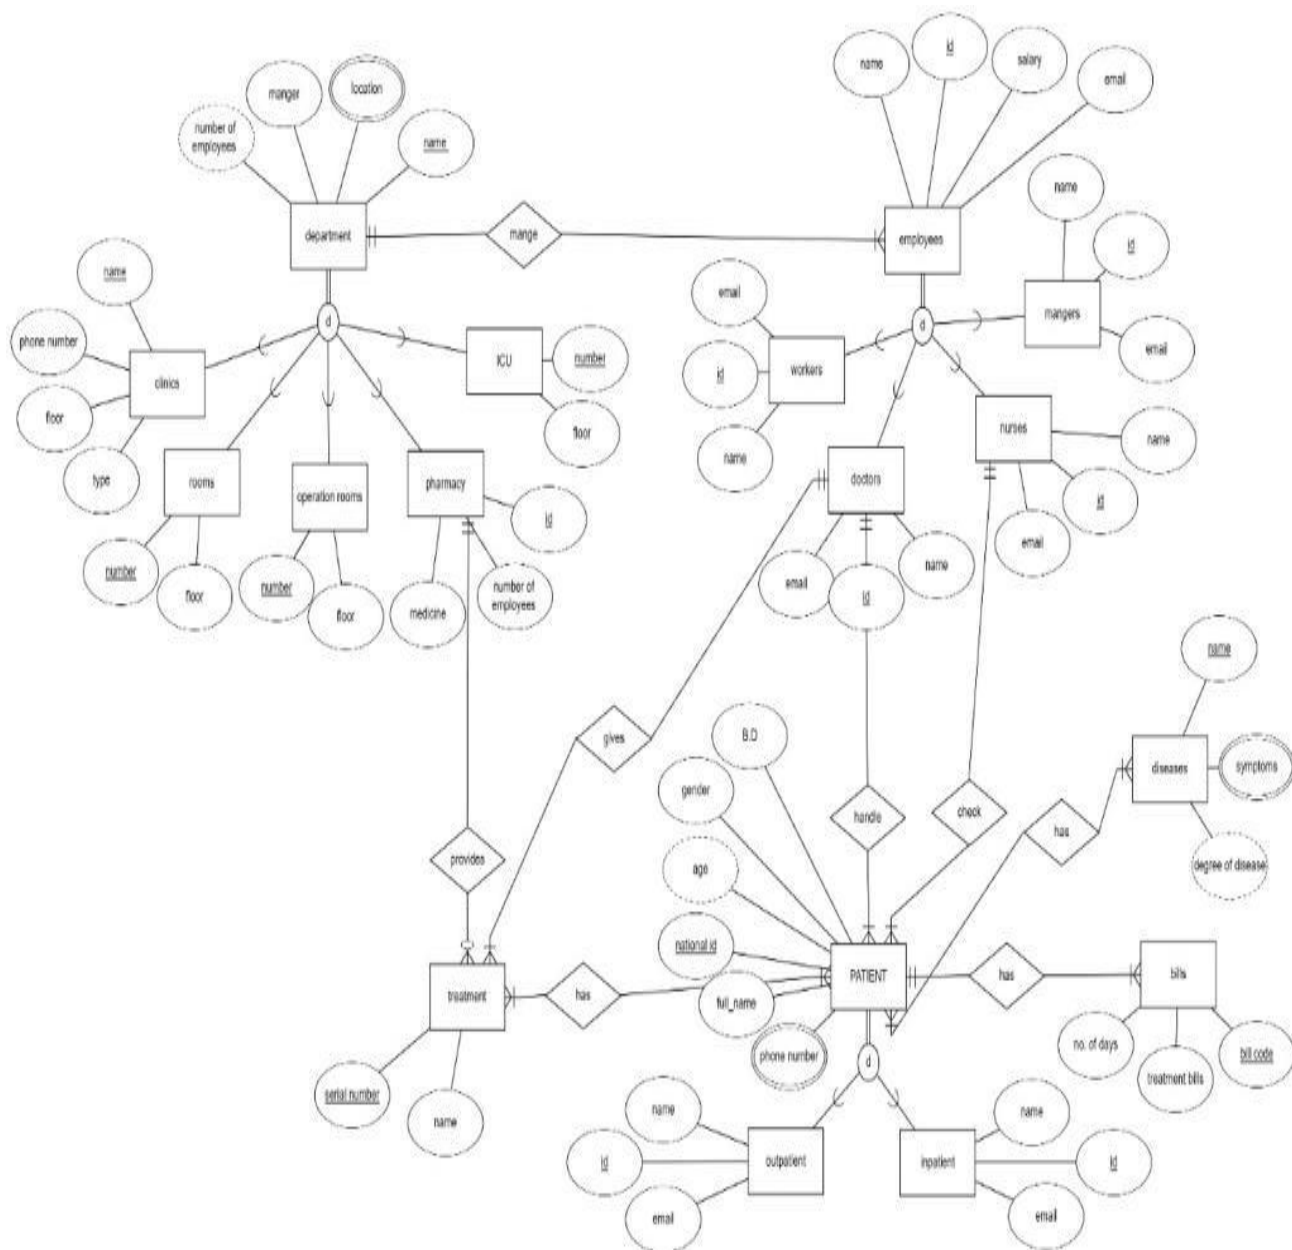 name
id
salary
email
manger
location
number of
employees
name
department
mange
employees
name
id
email
mangers
name
phone number
floor
type
clinics
d
ICU
number
floor
email
id
name
workers
d
nurses
name
id
email
rooms
operation rooms
pharmacy
id
doctors
number
floor
number
floor
medicine
number of
employees
email
id
name
name
diseases
symptoms
degree of disease
gives
B.D
gender
age
national id
full_name
phone number
handle
check
has
provides
treatment
has
PATIENT
has
bills
no. of days
treatment bills
bill code
serial number
name
d
name
id
email
outpatient
inpatient
name
id
email